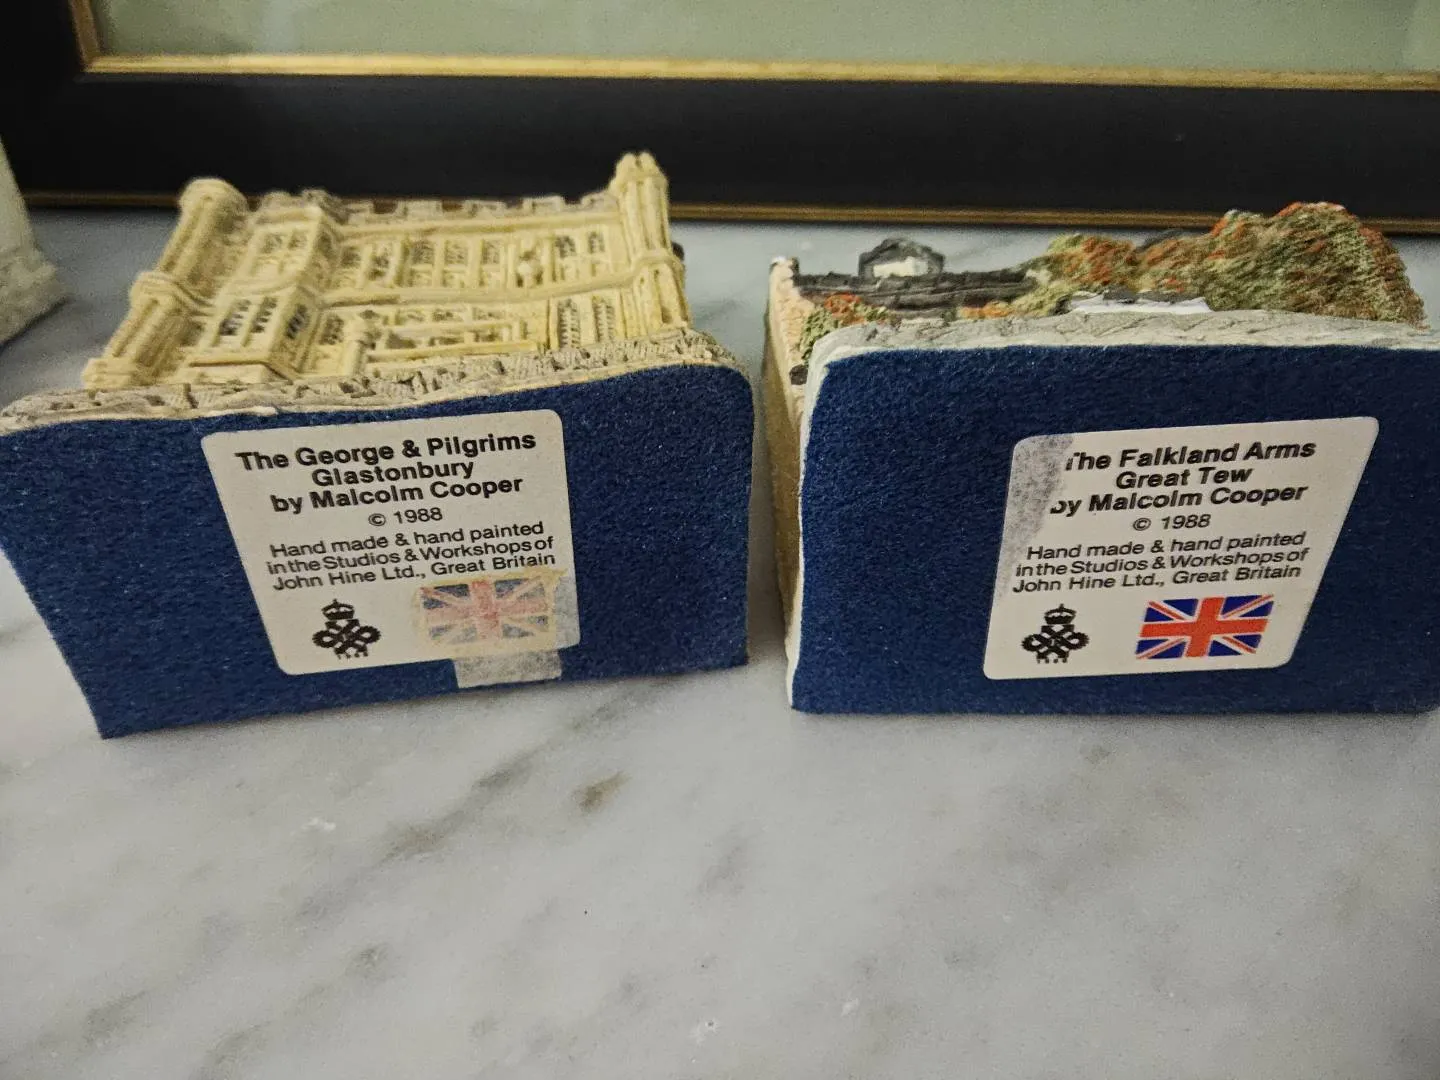 The George & Pilgrims
Glastonbury
by Malcolm Cooper
© 1988
Hand made & hand painted
in the Studios & Workshops of
John Hine Ltd., Great Britain
The Falkland Arms
Great Tew
by Malcolm Cooper
© 1988
Hand made & hand painted
in the Studios & Workshops of
John Hine Ltd., Great Britain